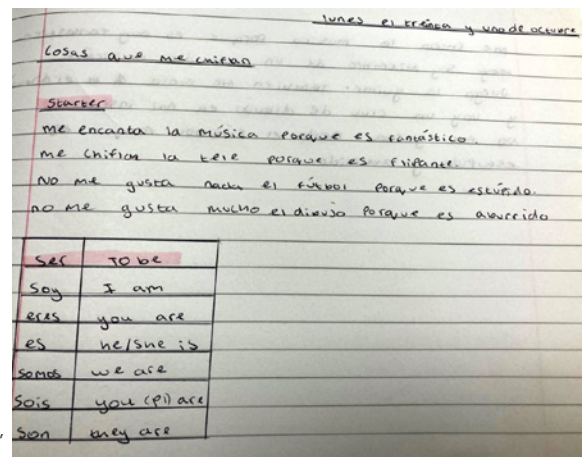 lunes el treinta y uno de octubre
Cosas que me chiflan
Starter
me encanta la música porque es fantástico.
me chiflan la tele porque es flipante.
No me gusta nada el fútbol porque es estúpido.
no me gusta mucho el dibujo porque es aburrido
Ser To be
Soy I am
eres you are
es he/she is
somos we are
Sois you (pl) are
Son they are